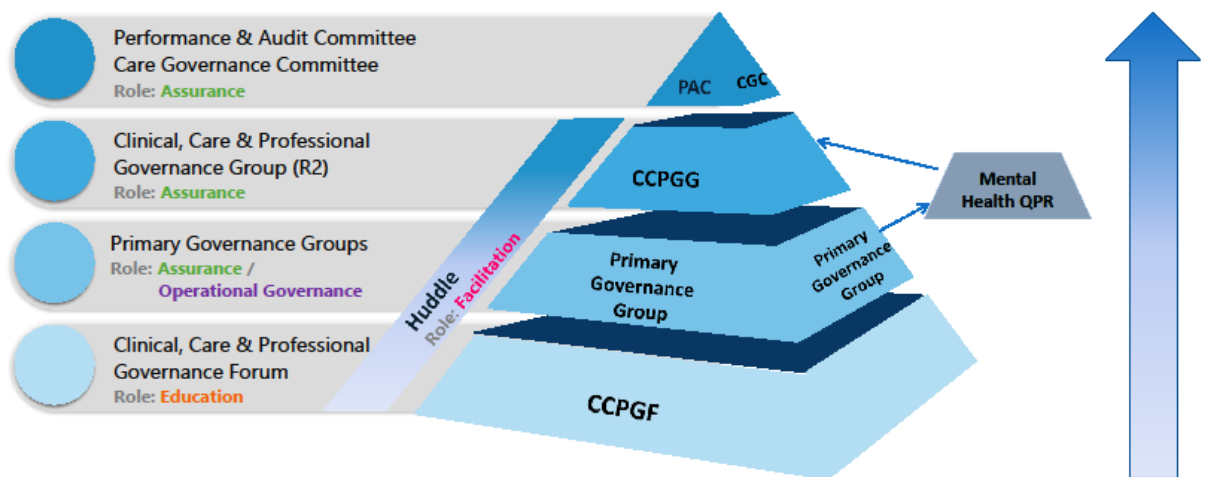 Performance & Audit Committee
Care Governance Committee
Role: Assurance
Clinical, Care & Professional
Governance Group (R2)
Role: Assurance
Primary Governance Groups
Role: Assurance /
Operational Governance
Clinical, Care & Professional
Governance Forum
Role: Education
Huddle
Role: Facilitation
PAC
CGC
CCPGG
Primary
Governance
Group
Primary
Governance
Group
CCPGF
Mental
Health QPR